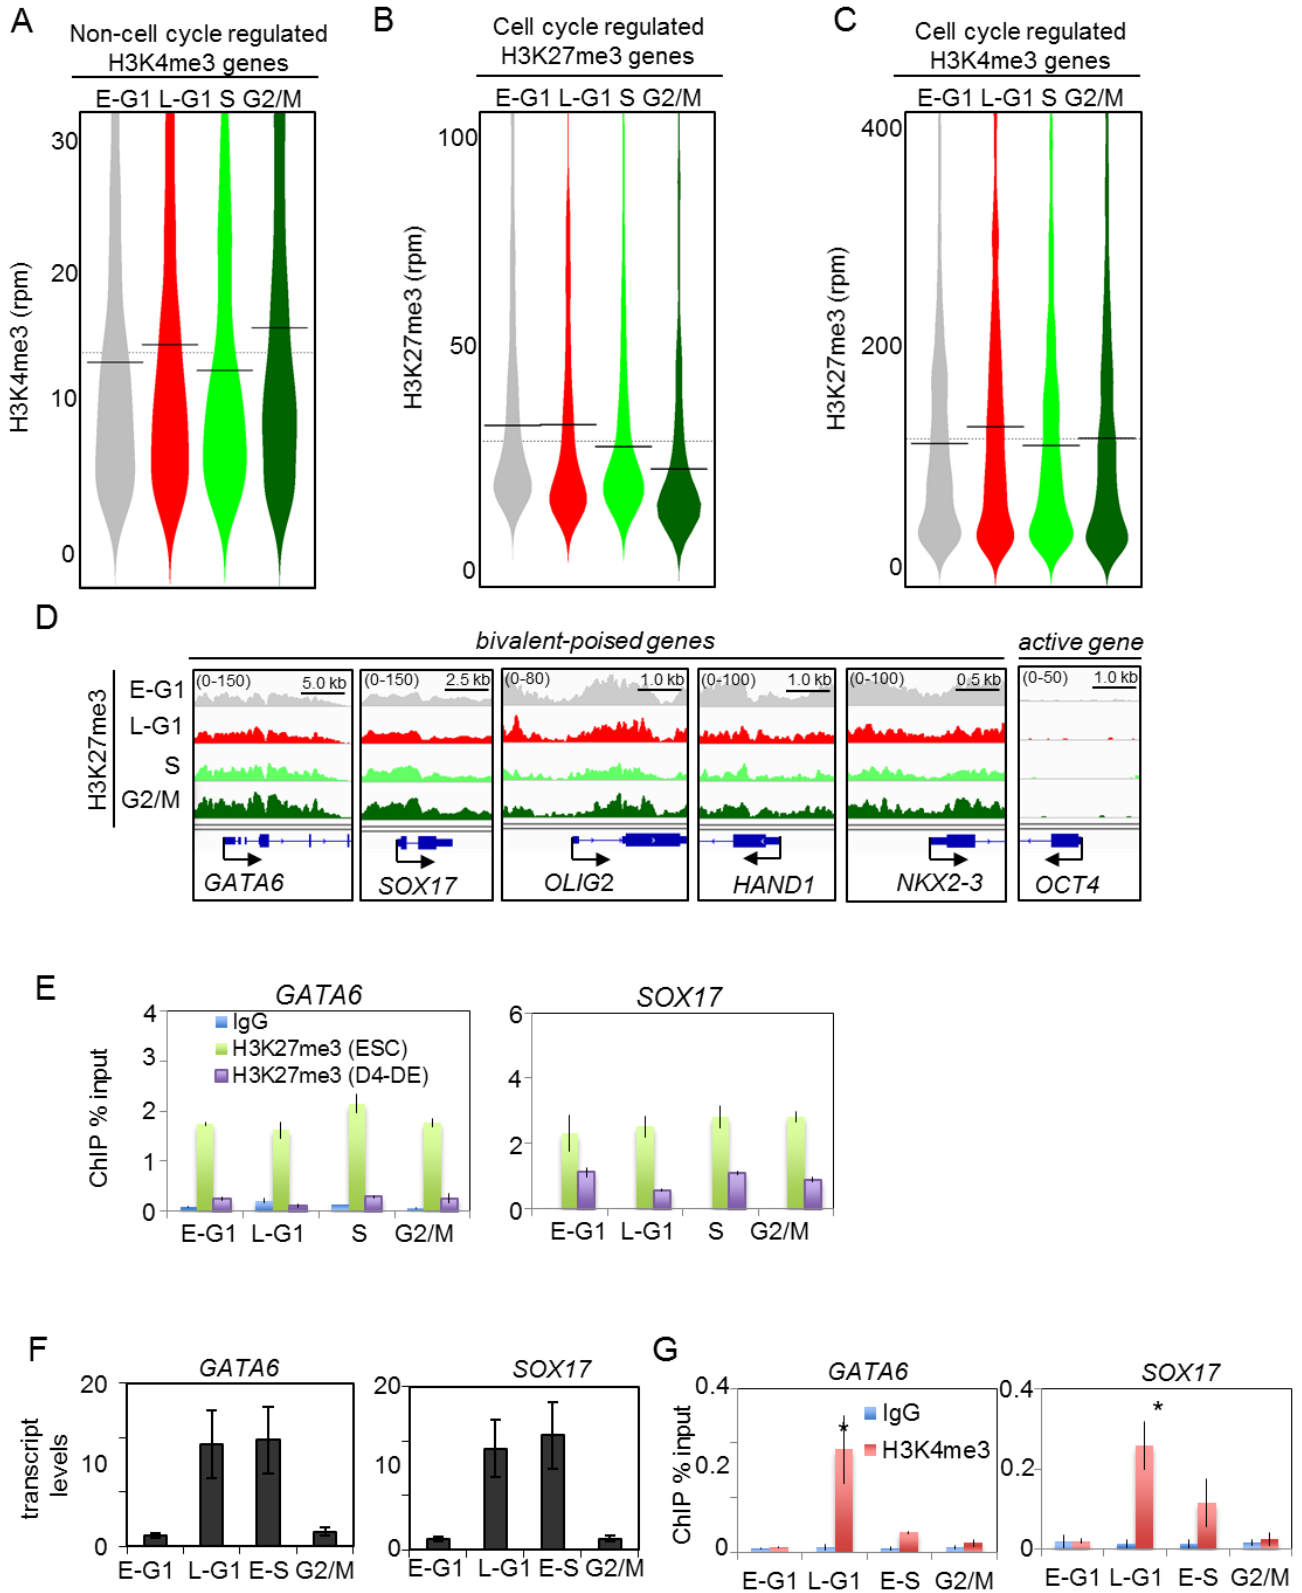 A
Non-cell cycle regulated
H3K4me3 genes
E-G1 L-G1 S G2/M
H3K4me3 (rpm)
30
20
10
0
B
Cell cycle regulated
H3K27me3 genes
E-G1 L-G1 S G2/M
H3K27me3 (rpm)
100
50
0
C
Cell cycle regulated
H3K4me3 genes
E-G1 L-G1 S G2/M
H3K27me3 (rpm)
400
200
0
D
bivalent-poised genes
active gene
H3K27me3
E-G1
L-G1
S
G2/M
(0-150) 5.0 kb
(0-150) 2.5 kb
(0-80) 1.0 kb
(0-100) 1.0 kb
(0-100) 0.5 kb
(0-50) 1.0 kb
GATA6
SOX17
OLIG2
HAND1
NKX2-3
OCT4
E
GATA6
ChIP % input
4
3
2
1
0
IgG
H3K27me3 (ESC)
H3K27me3 (D4-DE)
E-G1 L-G1 S G2/M
SOX17
6
4
2
0
E-G1 L-G1 S G2/M
F
GATA6
transcript
levels
20
10
0
E-G1 L-G1 E-S G2/M
SOX17
20
10
0
E-G1 L-G1 E-S G2/M
G
GATA6
ChIP % input
0.4
0.2
0
*
IgG
H3K4me3
E-G1 L-G1 E-S G2/M
SOX17
0.4
0.2
0
*
E-G1 L-G1 E-S G2/M